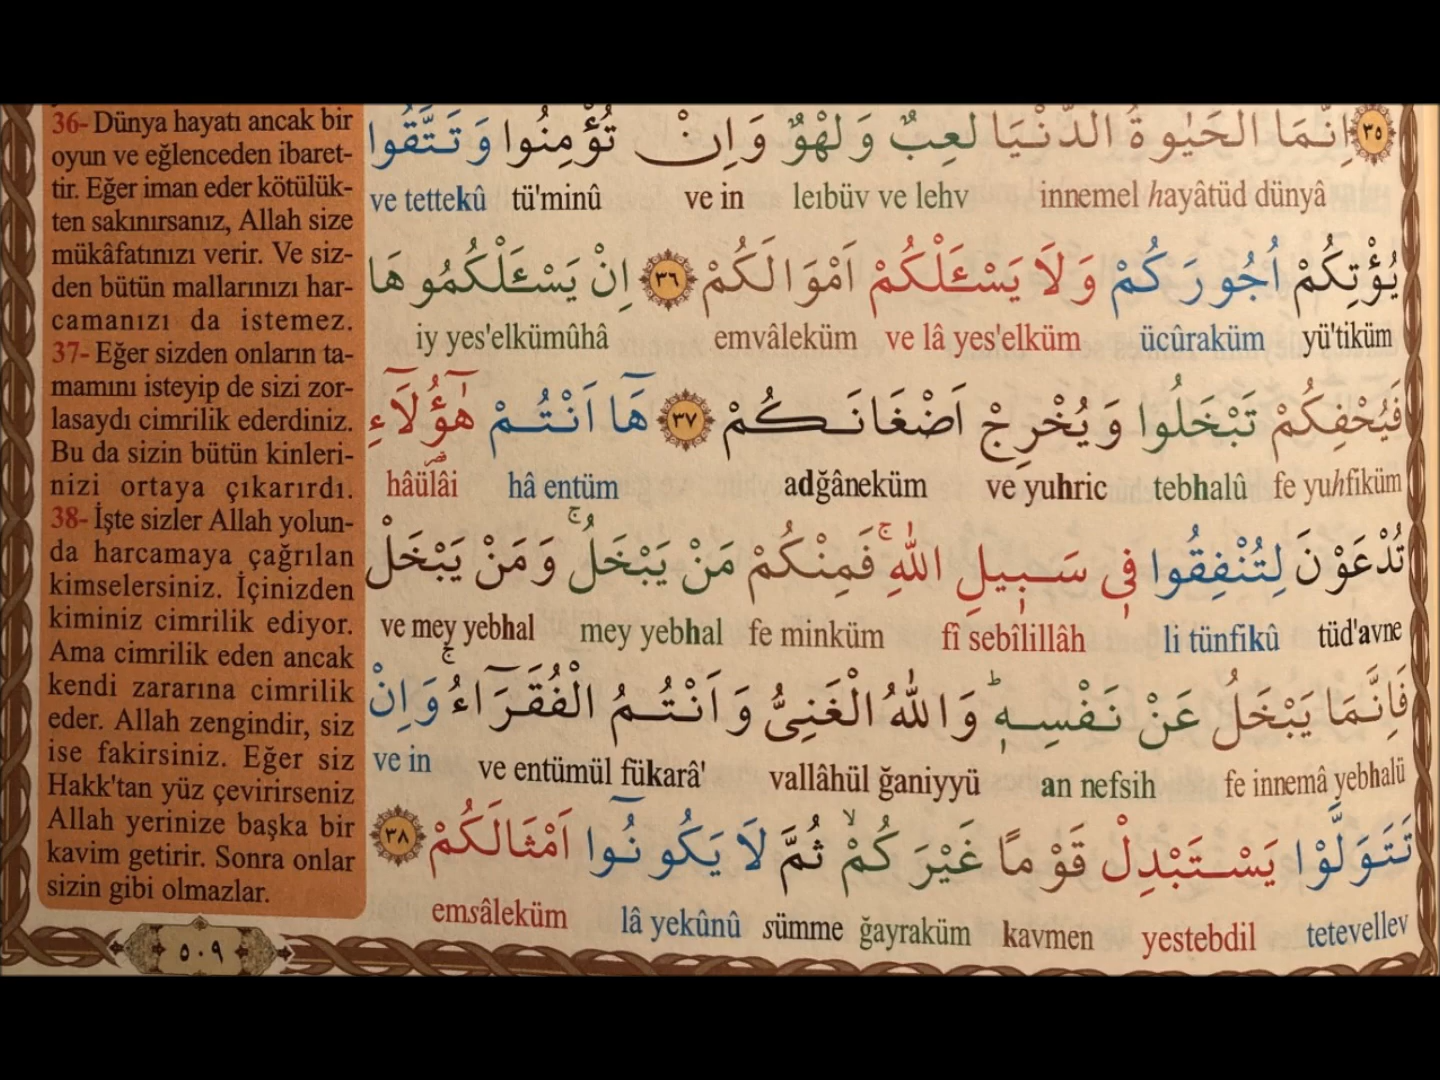 36- Dünya hayatı ancak bir
oyun ve eğlenceden ibaret-
tir. Eğer iman eder kötülük-
ten sakınırsanız, Allah size
mükâfatınızı verir. Ve siz-
den bütün mallarınızı har-
camanızı da istemez.
37- Eğer sizden onların ta-
mamını isteyip de sizi zor-
lasaydı cimrilik ederdiniz.
Bu da sizin bütün kinleri-
nizi ortaya çıkarırdı.
38- İşte sizler Allah yolun-
da harcamaya çağrılan
kimselersiniz. İçinizden
kiminiz cimrilik ediyor.
Ama cimrilik eden ancak
kendi zararına cimrilik
eder. Allah zengindir, siz
ise fakirsiniz. Eğer siz
Hakk'tan yüz çevirirseniz
Allah yerinize başka bir
kavim getirir. Sonra onlar
sizin gibi olmazlar.
٥٠٩
٣٥ اِنَّمَا الْحَيٰوةُ الدُّنْيَا لَعِبٌ وَلَهْوٌ وَاِنْ تُؤْمِنُوا وَتَتَّقُوا
ve tettekû tü'minû ve in leıbüv ve lehv innemel hayâtüd dünyâ
يُؤْتِكُمْ اُجُورَكُمْ وَلَا يَسْـَٔلْكُمْ اَمْوَالَكُمْ ٣٦ اِنْ يَسْـَٔلْكُمُوهَا
iy yes'elkümûhâ emvâleküm ve lâ yes'elküm ücûraküm yü'tiküm
فَيُحْفِكُمْ تَبْخَلُوا وَيُخْرِجْ اَضْغَانَكُمْ ٣٧ هَٓا اَنْتُمْ هٰٓؤُ۬لَٓاءِ
hâülâi hâ entüm adğâneküm ve yuhric tebhalû fe yuhfiküm
تُدْعَوْنَ لِتُنْفِقُوا فٖى سَبٖيلِ اللّٰهِۚ فَمِنْكُمْ مَنْ يَبْخَلُۚ وَمَنْ يَبْخَلْ
ve mey yebhal mey yebhal fe minküm fî sebîlillâh li tünfikû tüd'avne
فَاِنَّمَا يَبْخَلُ عَنْ نَفْسِهٖؕ وَاللّٰهُ الْغَنِىُّ وَاَنْتُمُ الْفُقَرَٓاءُۚ وَاِنْ
ve in ve entümül fükarâ' vallâhül ğaniyyü an nefsih fe innemâ yebhalü
تَتَوَلَّوْا يَسْتَبْدِلْ قَوْمًا غَيْرَكُمْۙ ثُمَّ لَا يَكُونُٓوا اَمْثَالَكُمْ ٣٨
emsâleküm lâ yekûnû sümme ğayraküm kavmen yestebdil tetevellev